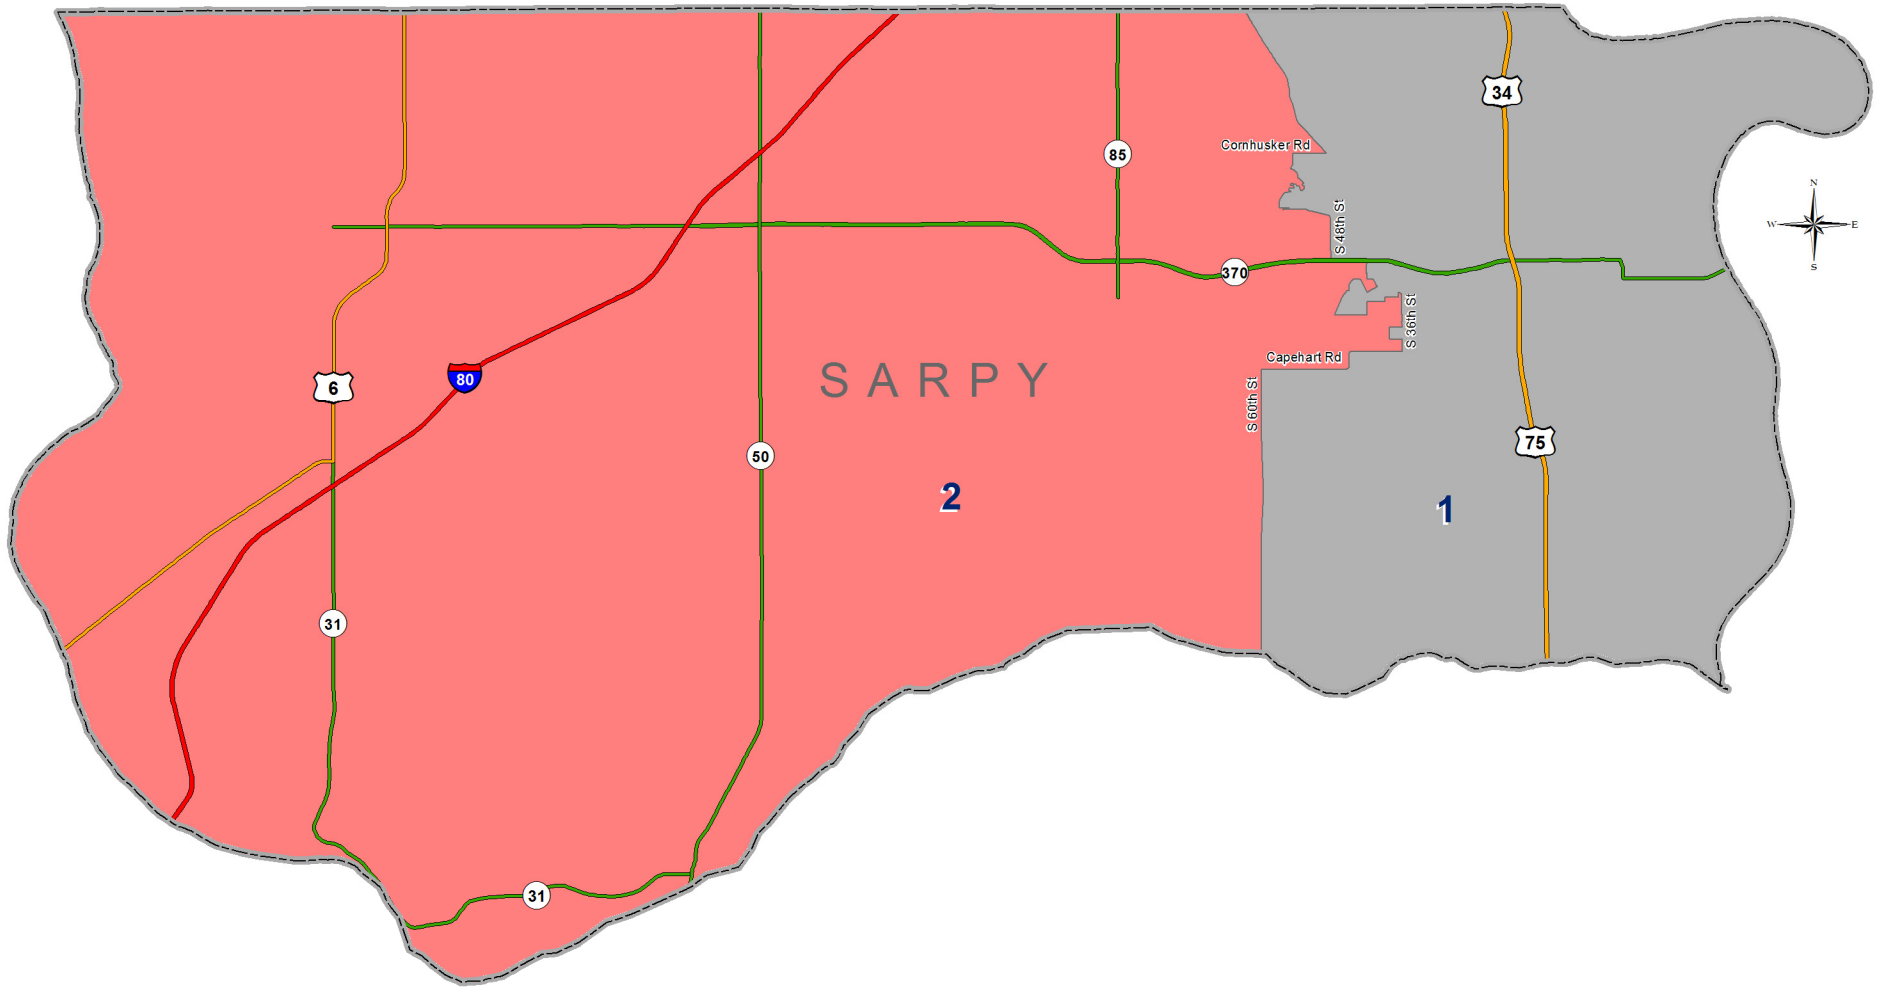 34
Cornhusker Rd
85
N
W
E
S
S 48th St
370
S 36th St
Capehart Rd
SARPY
80
6
S 60th St
75
50
2
1
31
31